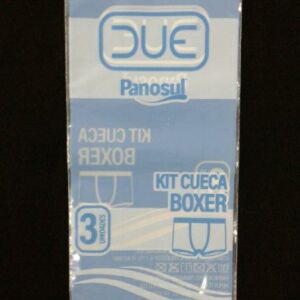 DUE
Panosul
KIT CUECA
BOXER
KIT CUECA
BOXER
3
UNIDADES